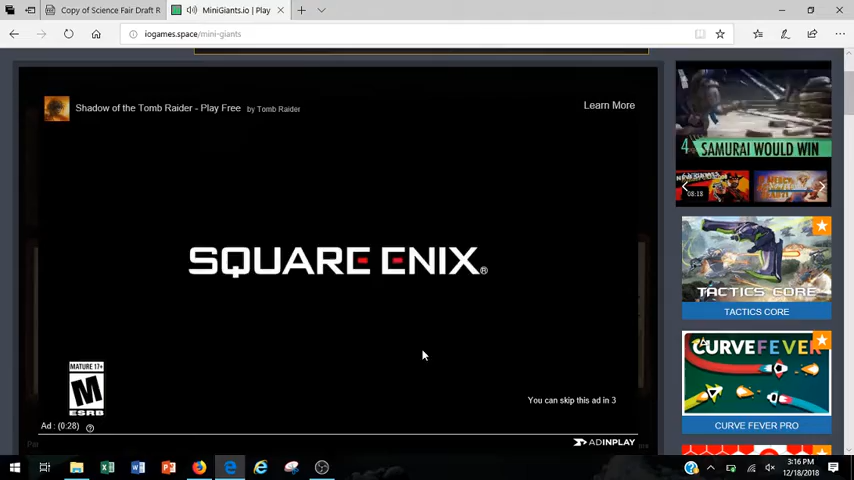 Copy of Science Fair Draft R
MiniGiants.io | Play
iogames.space/mini-giants
Shadow of the Tomb Raider - Play Free by Tomb Raider
Learn More
4 SAMURAI WOULD WIN
08:18
SQUARE ENIX®
TACTICS CORE
TACTICS CORE
CURVEFEVER
MATURE 17+
M
ESRB
You can skip this ad in 3
CURVE FEVER PRO
Ad : (0:28) ?
ADINPLAY
3:16 PM
12/18/2018